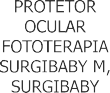 PROTETOR
OCULAR
FOTOTERAPIA
SURGIBABY M,
SURGIBABY